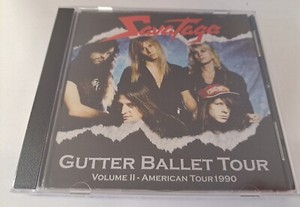 Savatage
GUTTER BALLET TOUR
VOLUME II - AMERICAN TOUR 1990